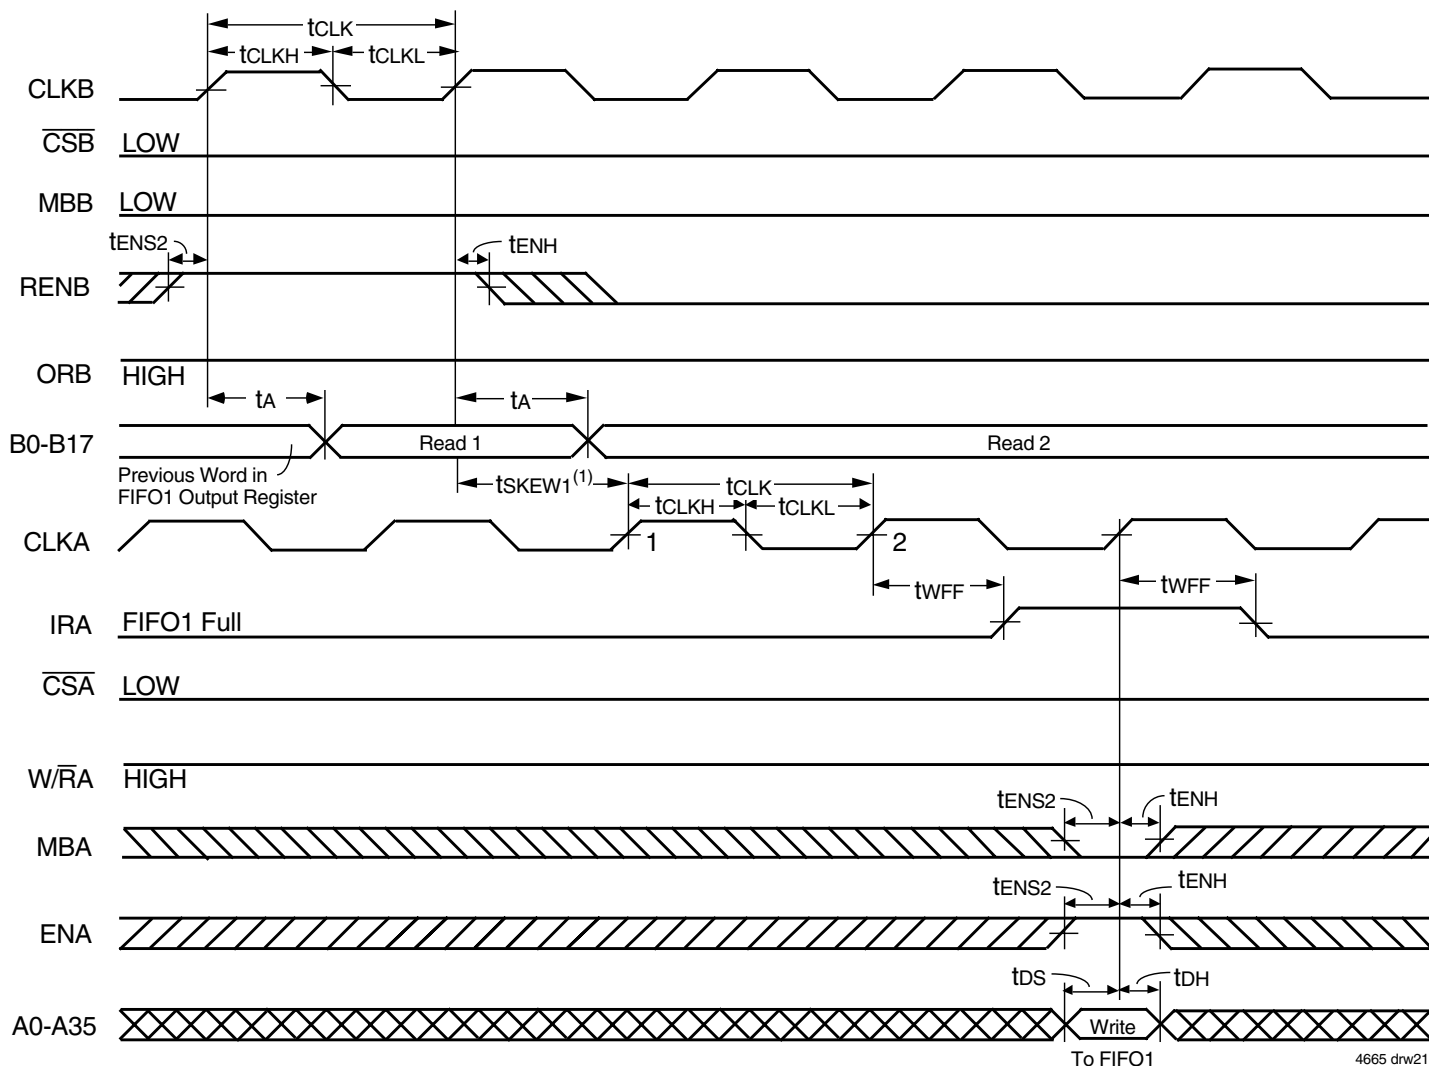 tCLK
tCLKH tCLKL
CLKB
CSB LOW
MBB LOW
tENS2 tENH
RENB
ORB HIGH
tA tA
B0-B17 Read 1 Read 2
Previous Word in
FIFO1 Output Register
tSKEW1(1) tCLK
tCLKH tCLKL
CLKA 1 2
tWFF tWFF
IRA FIFO1 Full
CSA LOW
W/RA HIGH
tENS2 tENH
MBA
tENS2 tENH
ENA
tDS tDH
A0-A35 Write
To FIFO1
4665 drw21